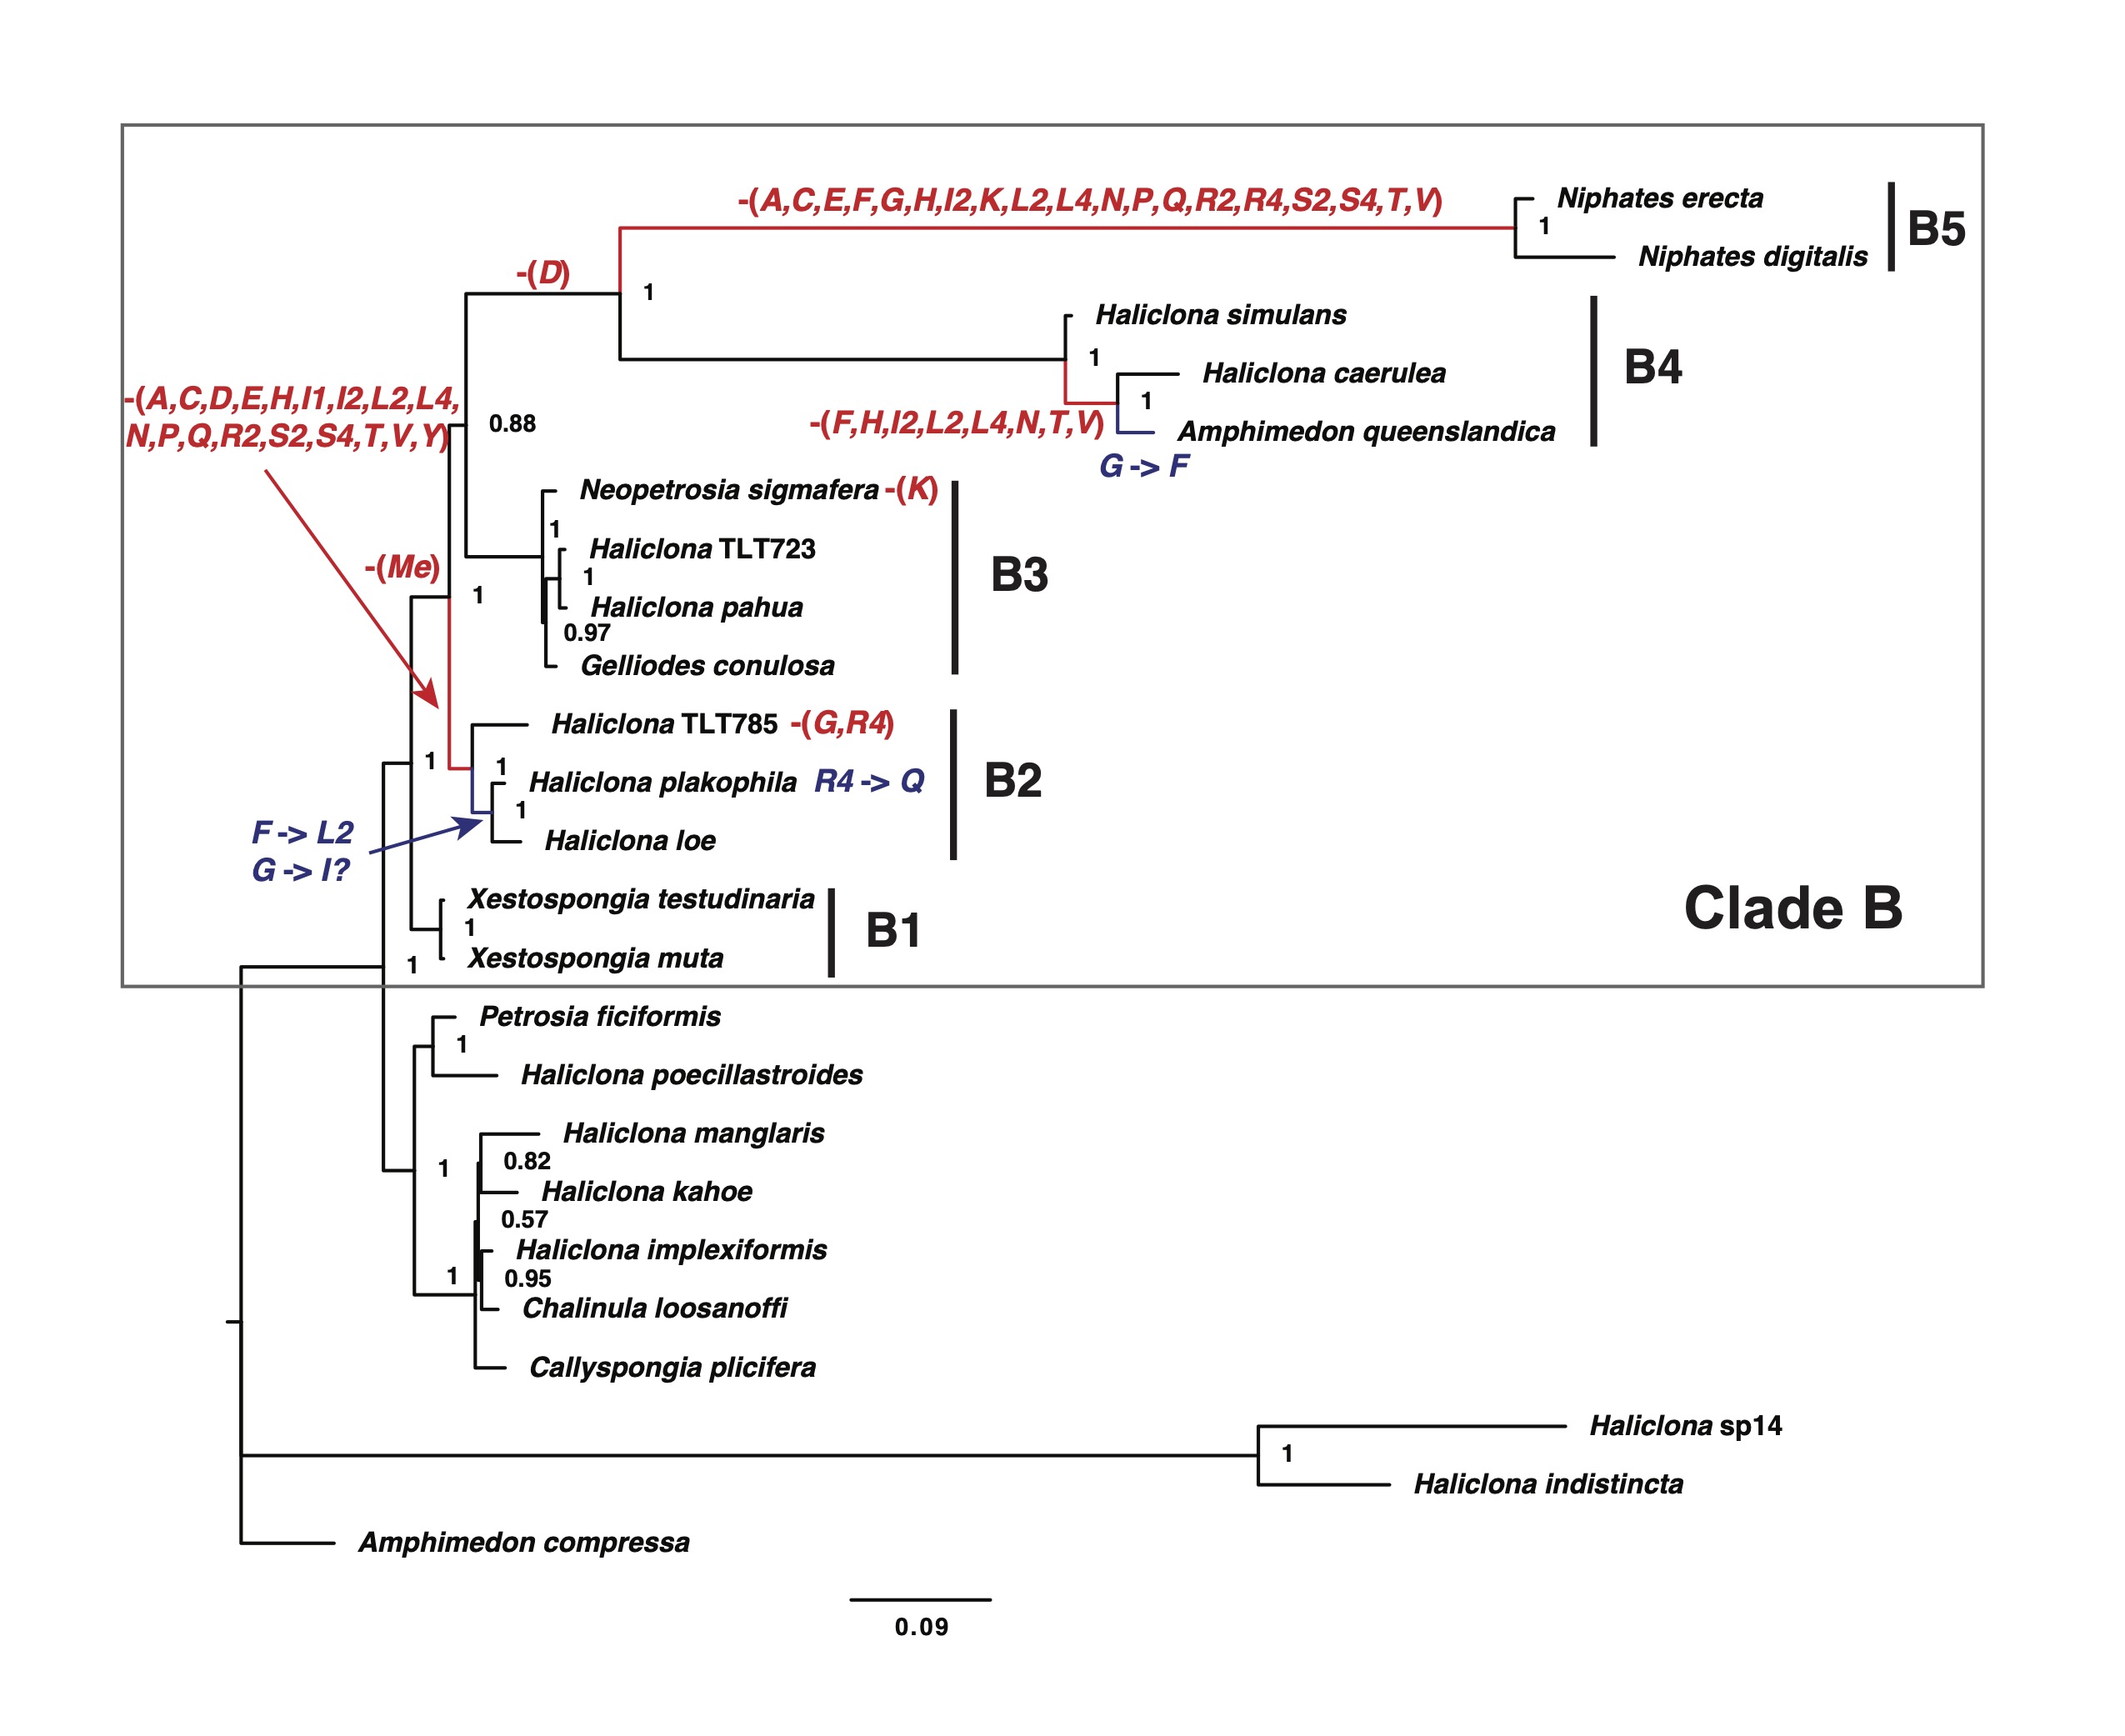 -(A,C,E,F,G,H,I2,K,L2,L4,N,P,Q,R2,R4,S2,S4,T,V)
Niphates erecta
1
B5
Niphates digitalis
-(D)
1
Haliclona simulans
1
Haliclona caerulea
B4
1
-(F,H,I2,L2,L4,N,T,V)
Amphimedon queenslandica
G -> F
-(A,C,D,E,H,I1,I2,L2,L4,
N,P,Q,R2,S2,S4,T,V,Y)
0.88
Neopetrosia sigmafera -(K)
1
Haliclona TLT723
1
B3
-(Me)
1
Haliclona pahua
0.97
Gelliodes conulosa
Haliclona TLT785 -(G,R4)
1
1
Haliclona plakophila R4 -> Q
B2
1
F -> L2
G -> I?
Haliclona loe
Xestospongia testudinaria
1
B1
Clade B
Xestospongia muta
1
Petrosia ficiformis
1
Haliclona poecillastroides
Haliclona manglaris
0.82
1
Haliclona kahoe
0.57
Haliclona implexiformis
1
0.95
Chalinula loosanoffi
Callyspongia plicifera
Haliclona sp14
1
Haliclona indistincta
Amphimedon compressa
0.09